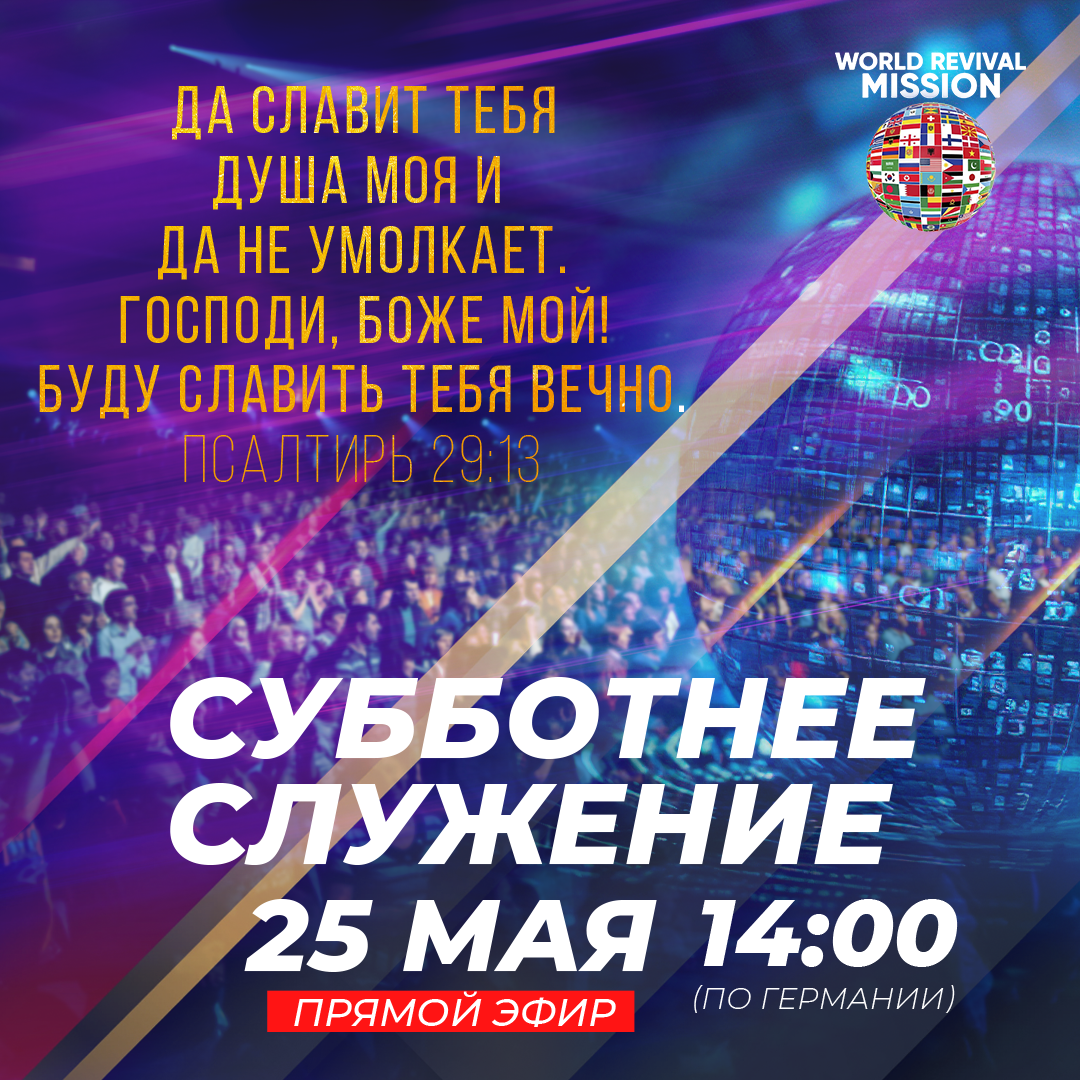 WORLD REVIVAL
MISSION
ДА СЛАВИТ ТЕБЯ
ДУША МОЯ И
ДА НЕ УМОЛКАЕТ.
ГОСПОДИ, БОЖЕ МОЙ!
БУДУ СЛАВИТЬ ТЕБЯ ВЕЧНО.
ПСАЛТИРЬ 29:13
СУББОТНЕЕ
СЛУЖЕНИЕ
25 МАЯ 14:00
ПРЯМОЙ ЭФИР
(ПО ГЕРМАНИИ)